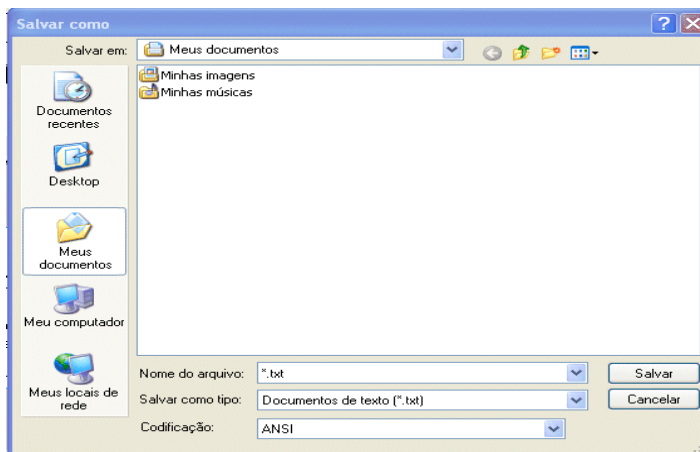 Salvar como
Salvar em: Meus documentos
Minhas imagens
Minhas músicas
Documentos
recentes
Desktop
Meus
documentos
Meu computador
Meus locais de
rede
Nome do arquivo: *.txt Salvar
Salvar como tipo: Documentos de texto (*.txt) Cancelar
Codificação: ANSI